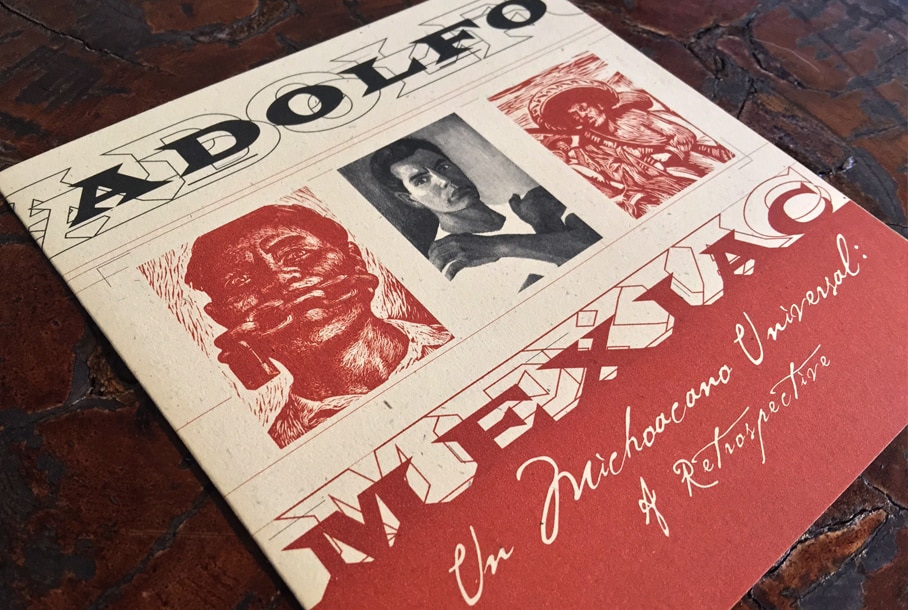 ADOLFO
MEXIAC
Un Michoacano Universal:
A Retrospective